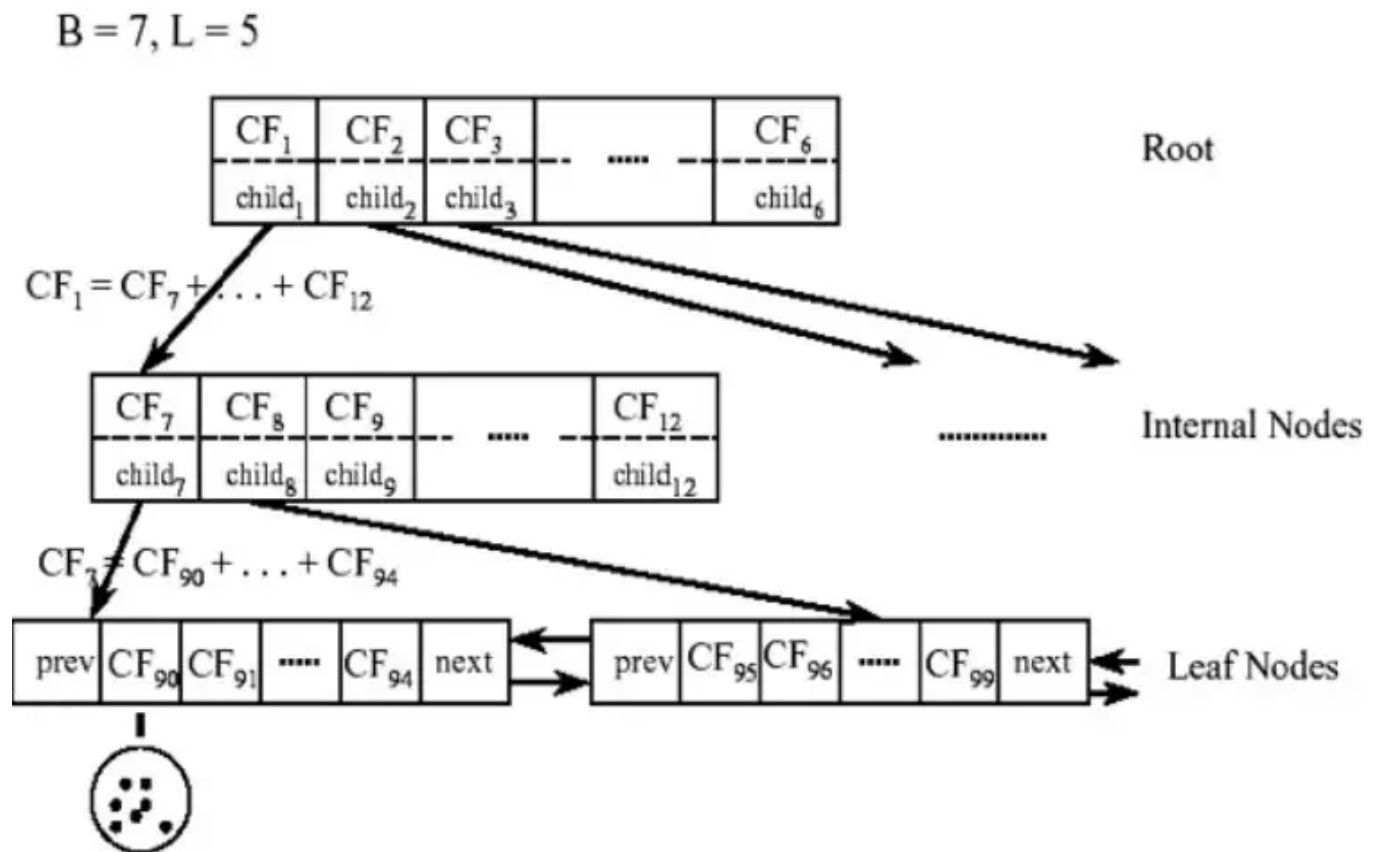 B = 7, L = 5
CF₁ CF₂ CF₃ ..... CF₆ Root
child₁ child₂ child₃ child₆
CF₁ = CF₇ + . . . + CF₁₂
CF₇ CF₈ CF₉ ..... CF₁₂ ............. Internal Nodes
child₇ child₈ child₉ child₁₂
CF₇ = CF₉₀ + . . . + CF₉₄
prev CF₉₀ CF₉₁ ..... CF₉₄ next prev CF₉₅ CF₉₆ ..... CF₉₉ next Leaf Nodes